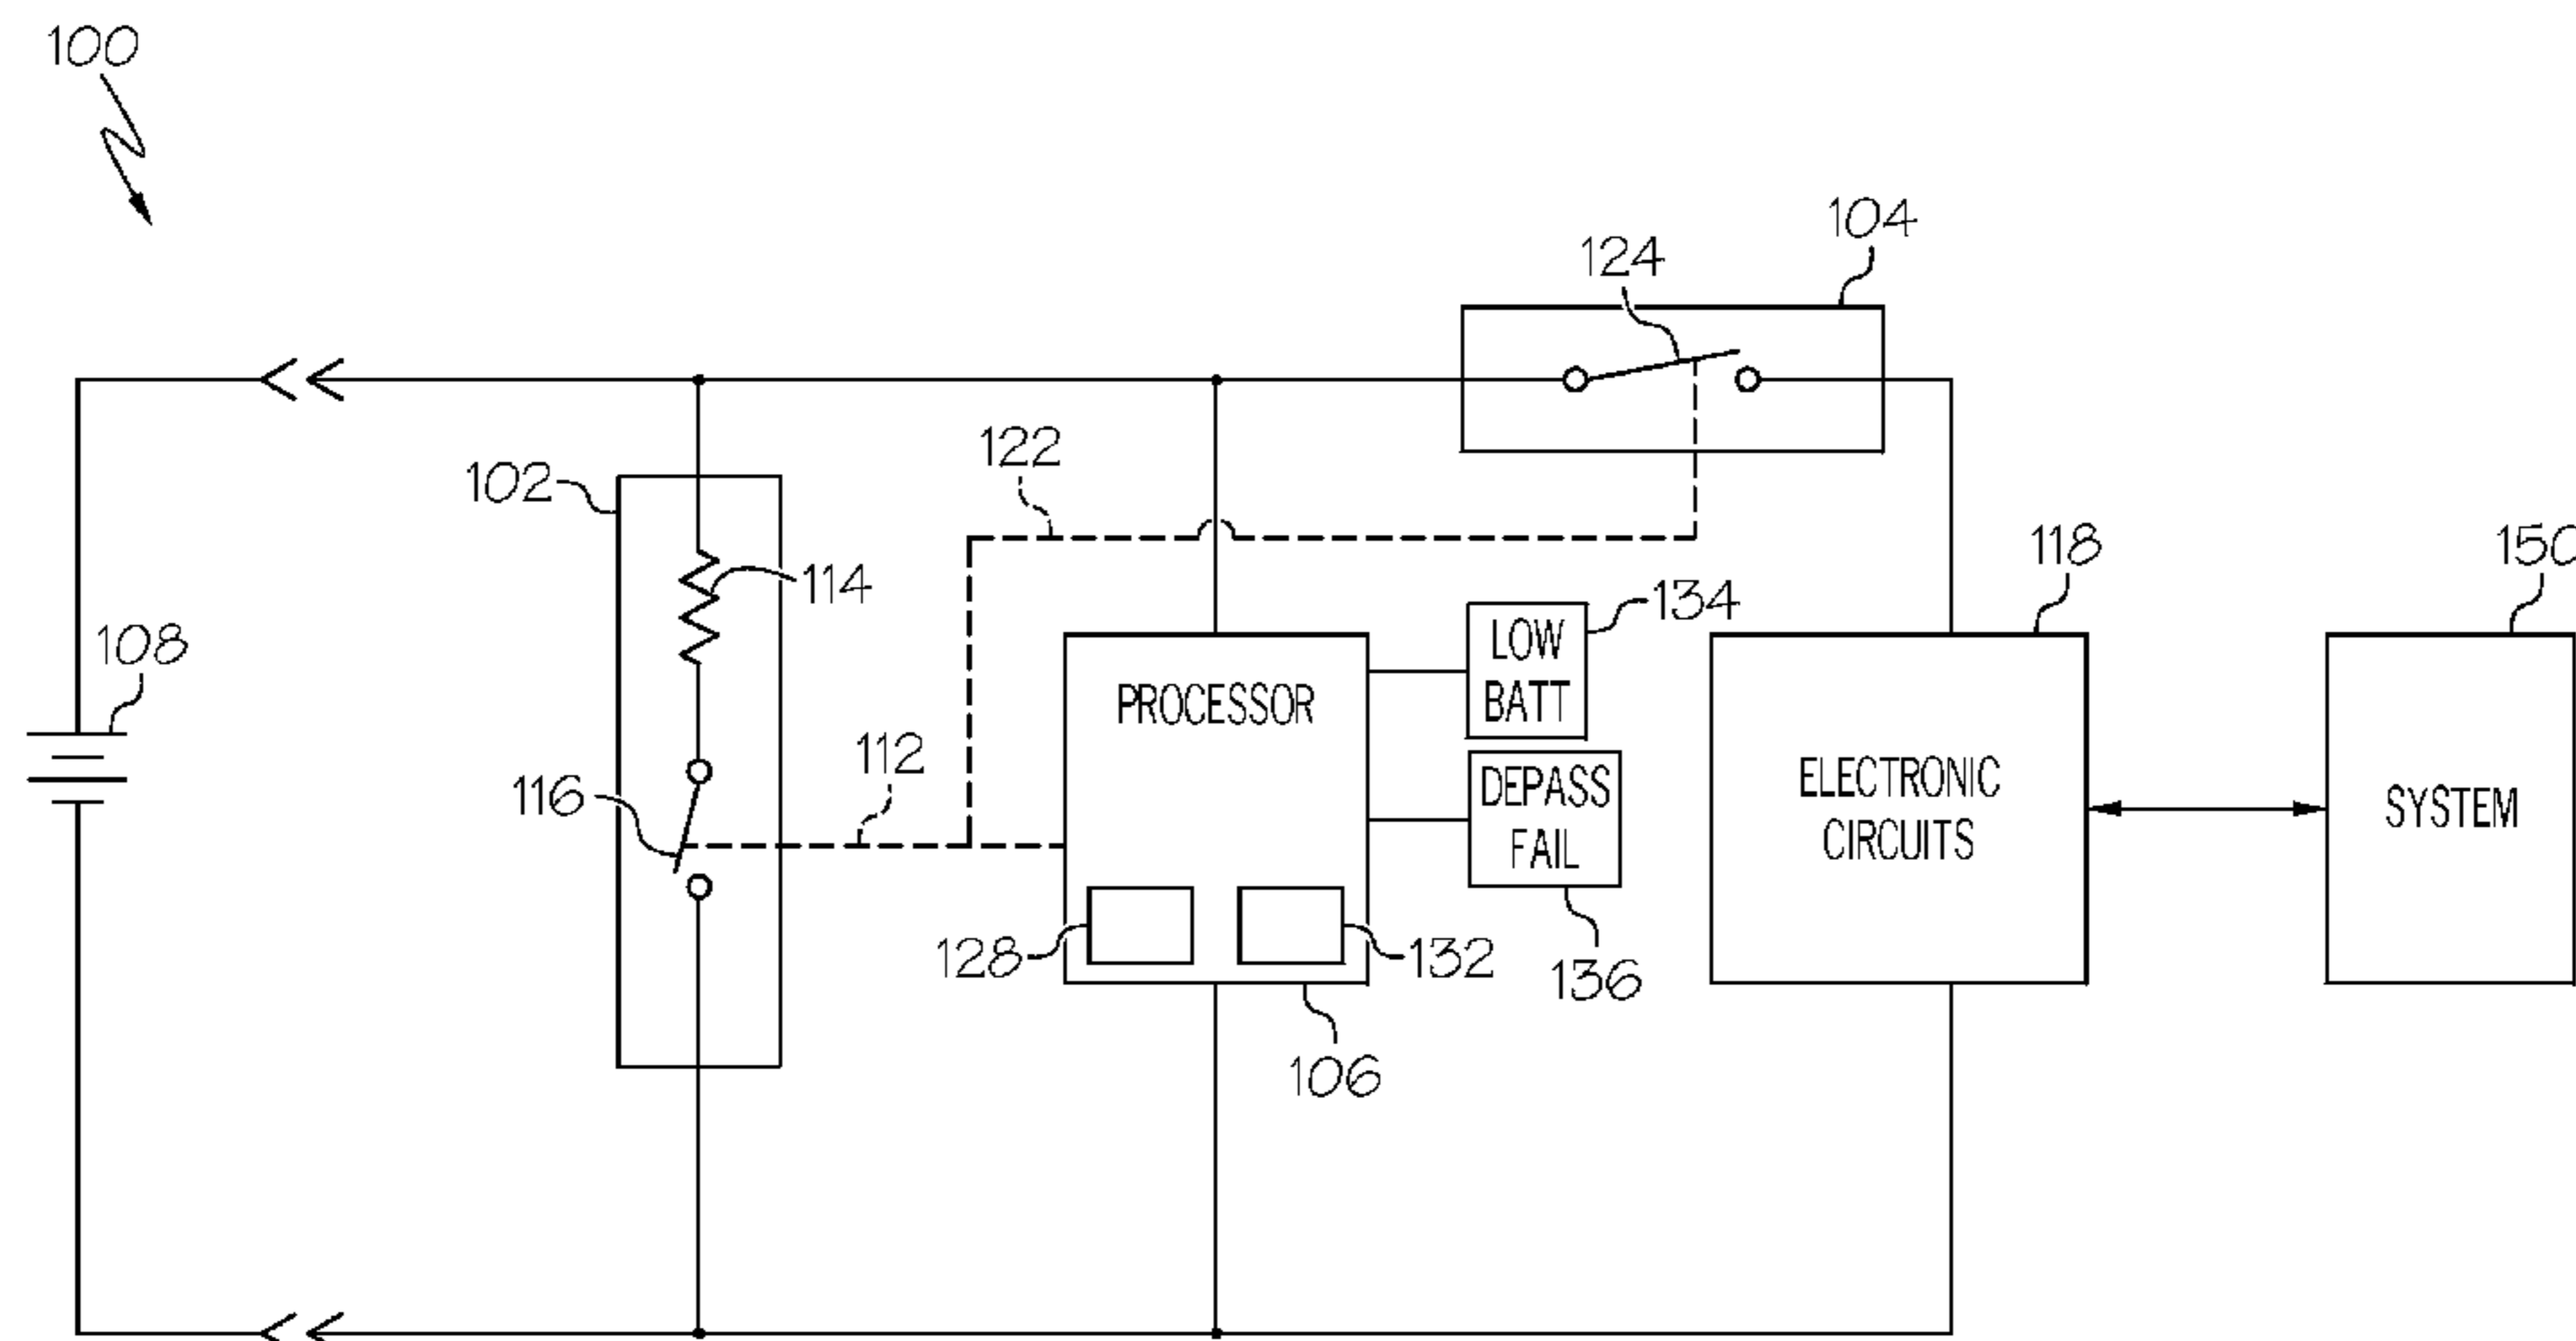 100
104
124
122
102
118
150
114
134
LOW
BATT
108
PROCESSOR
112
116
DEPASS
FAIL
ELECTRONIC
CIRCUITS
SYSTEM
128
132
136
106